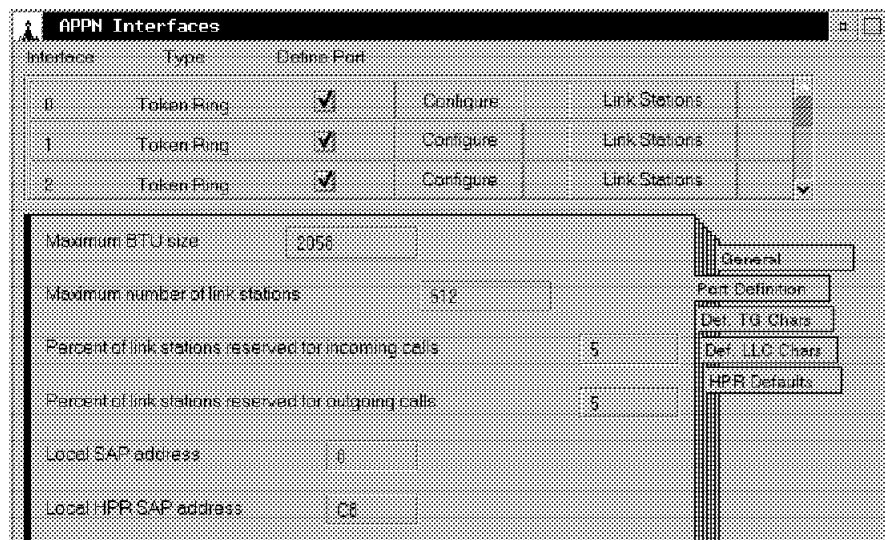 APPN Interfaces
Interface Type Define Port
0 Token Ring Configure Link Stations
1 Token Ring Configure Link Stations
2 Token Ring Configure Link Stations
Maximum BTU size 2058
Maximum number of link stations 512
Percent of link stations reserved for incoming calls 5
Percent of link stations reserved for outgoing calls 5
Local SAP address
Local HPR SAP address C8
General
Port Definition
Def. TG Chars
Def. LLC Chars
HPR Defaults